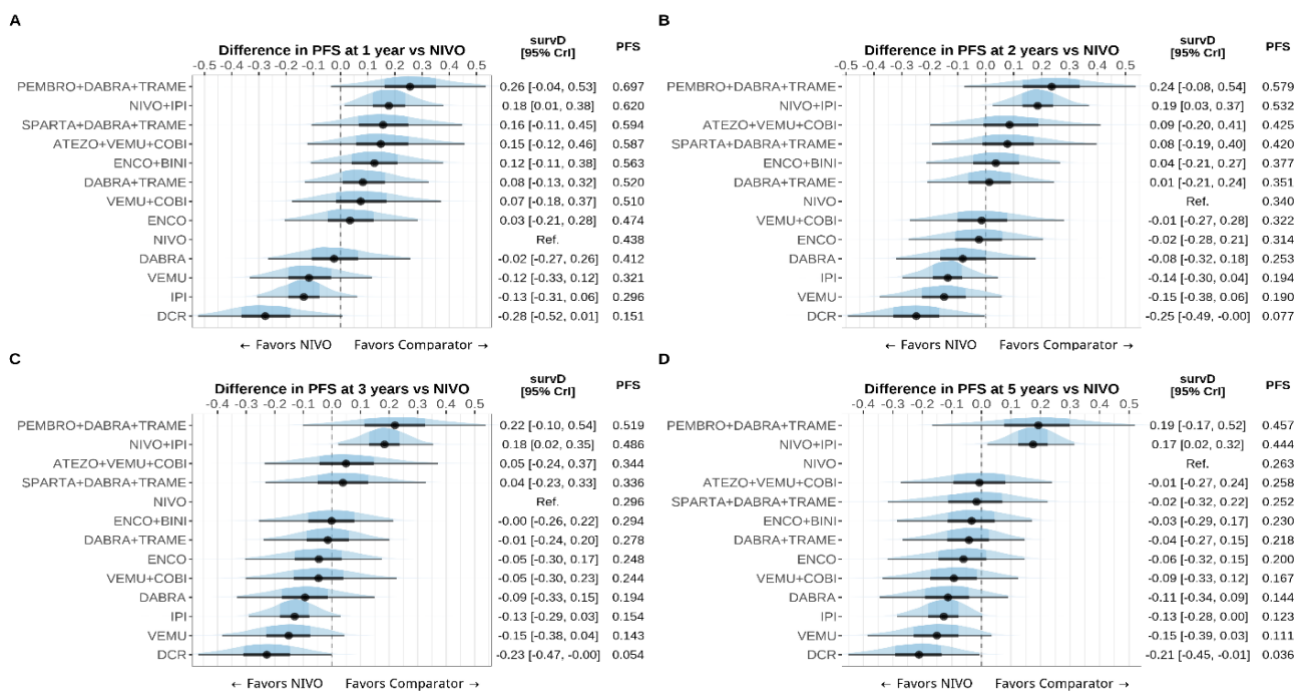 A
Difference in PFS at 1 year vs NIVO
survD [95% CrI]
PFS
-0.5 -0.4 -0.3 -0.2 -0.1 0.0 0.1 0.2 0.3 0.4 0.5
PEMBRO+DABRA+TRAME 0.26 [-0.04, 0.53] 0.697
NIVO+IPI 0.18 [0.01, 0.38] 0.620
SPARTA+DABRA+TRAME 0.16 [-0.11, 0.45] 0.594
ATEZO+VEMU+COBI 0.15 [-0.12, 0.46] 0.587
ENCO+BINI 0.12 [-0.11, 0.38] 0.563
DABRA+TRAME 0.08 [-0.13, 0.32] 0.520
VEMU+COBI 0.07 [-0.18, 0.37] 0.510
ENCO 0.03 [-0.21, 0.28] 0.474
NIVO Ref. 0.438
DABRA -0.02 [-0.27, 0.26] 0.412
VEMU -0.12 [-0.33, 0.12] 0.321
IPI -0.13 [-0.31, 0.06] 0.296
DCR -0.28 [-0.52, 0.01] 0.151
← Favors NIVO Favors Comparator →
B
Difference in PFS at 2 years vs NIVO
survD [95% CrI]
PFS
-0.5 -0.4 -0.3 -0.2 -0.1 0.0 0.1 0.2 0.3 0.4 0.5
PEMBRO+DABRA+TRAME 0.24 [-0.08, 0.54] 0.579
NIVO+IPI 0.19 [0.03, 0.37] 0.532
ATEZO+VEMU+COBI 0.09 [-0.20, 0.41] 0.425
SPARTA+DABRA+TRAME 0.08 [-0.19, 0.40] 0.420
ENCO+BINI 0.04 [-0.21, 0.27] 0.377
DABRA+TRAME 0.01 [-0.21, 0.24] 0.351
NIVO Ref. 0.340
VEMU+COBI -0.01 [-0.27, 0.28] 0.322
ENCO -0.02 [-0.28, 0.21] 0.314
DABRA -0.08 [-0.32, 0.18] 0.253
IPI -0.14 [-0.30, 0.04] 0.194
VEMU -0.15 [-0.38, 0.06] 0.190
DCR -0.25 [-0.49, -0.00] 0.077
← Favors NIVO Favors Comparator →
C
Difference in PFS at 3 years vs NIVO
survD [95% CrI]
PFS
-0.5 -0.4 -0.3 -0.2 -0.1 0.0 0.1 0.2 0.3 0.4 0.5
PEMBRO+DABRA+TRAME 0.22 [-0.10, 0.54] 0.519
NIVO+IPI 0.18 [0.02, 0.35] 0.486
ATEZO+VEMU+COBI 0.05 [-0.24, 0.37] 0.344
SPARTA+DABRA+TRAME 0.04 [-0.23, 0.33] 0.336
NIVO Ref. 0.296
ENCO+BINI -0.00 [-0.26, 0.22] 0.294
DABRA+TRAME -0.01 [-0.24, 0.20] 0.278
ENCO -0.05 [-0.30, 0.17] 0.248
VEMU+COBI -0.05 [-0.30, 0.23] 0.244
DABRA -0.09 [-0.33, 0.15] 0.194
IPI -0.13 [-0.29, 0.03] 0.154
VEMU -0.15 [-0.38, 0.04] 0.143
DCR -0.23 [-0.47, -0.00] 0.054
← Favors NIVO Favors Comparator →
D
Difference in PFS at 5 years vs NIVO
survD [95% CrI]
PFS
-0.5 -0.4 -0.3 -0.2 -0.1 0.0 0.1 0.2 0.3 0.4 0.5
PEMBRO+DABRA+TRAME 0.19 [-0.17, 0.52] 0.457
NIVO+IPI 0.17 [0.02, 0.32] 0.444
NIVO Ref. 0.263
ATEZO+VEMU+COBI -0.01 [-0.27, 0.24] 0.258
SPARTA+DABRA+TRAME -0.02 [-0.32, 0.22] 0.252
ENCO+BINI -0.03 [-0.29, 0.17] 0.230
DABRA+TRAME -0.04 [-0.27, 0.15] 0.218
ENCO -0.06 [-0.32, 0.15] 0.200
VEMU+COBI -0.09 [-0.33, 0.12] 0.167
DABRA -0.11 [-0.34, 0.09] 0.144
IPI -0.13 [-0.28, 0.00] 0.123
VEMU -0.15 [-0.39, 0.03] 0.111
DCR -0.21 [-0.45, -0.01] 0.036
← Favors NIVO Favors Comparator →